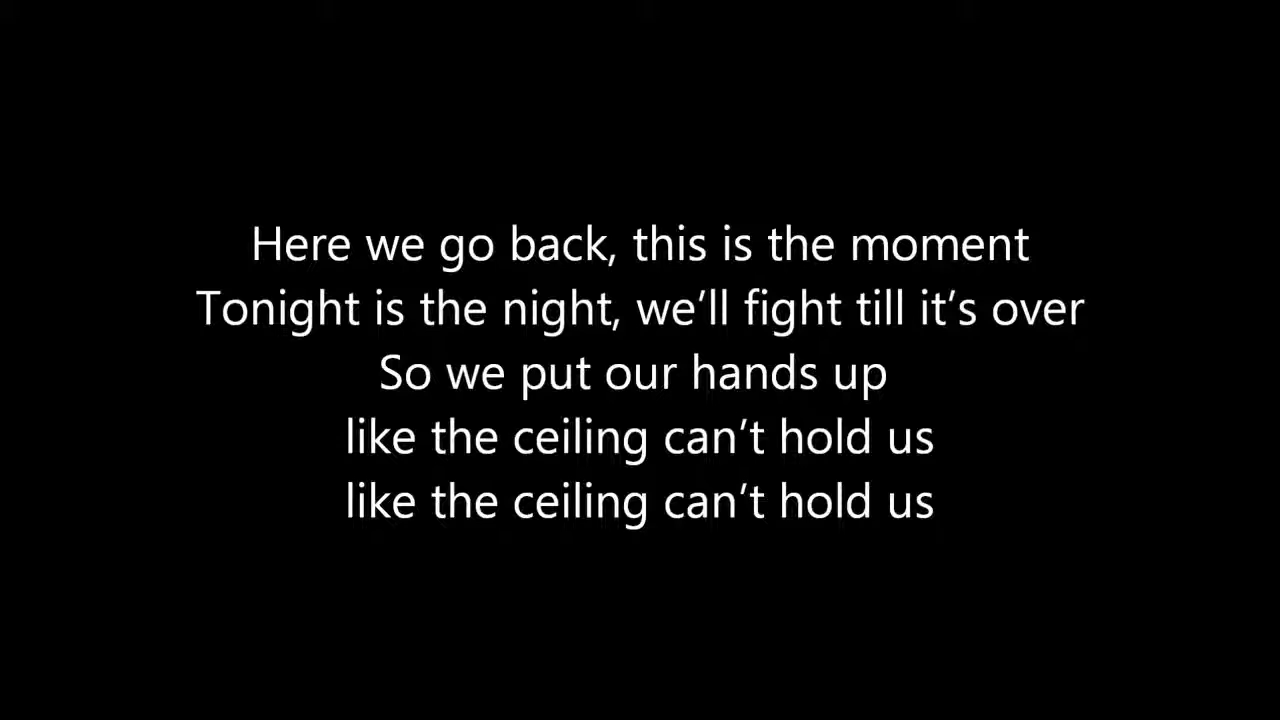 Here we go back, this is the moment
Tonight is the night, we’ll fight till it’s over
So we put our hands up
like the ceiling can’t hold us
like the ceiling can’t hold us